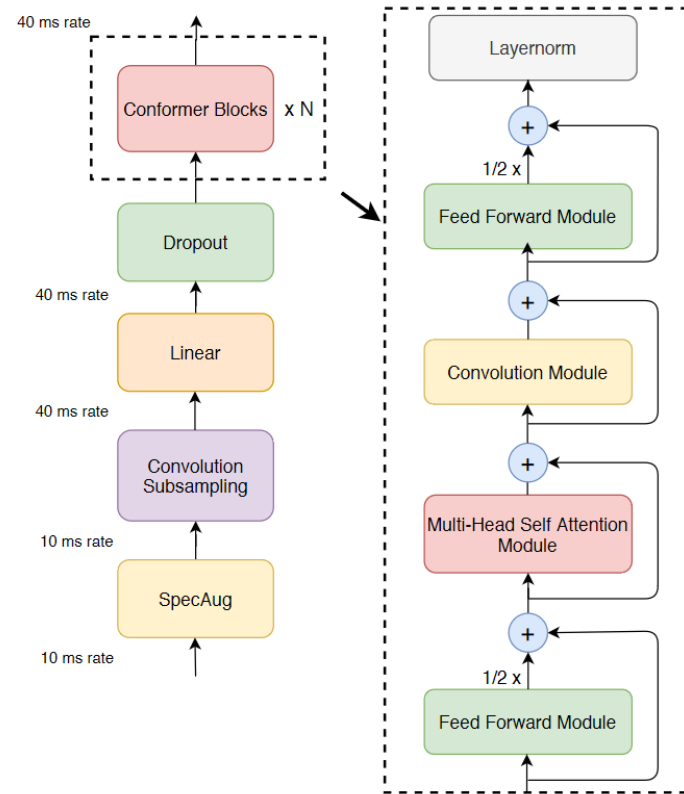 40 ms rate
Conformer Blocks
x N
Dropout
40 ms rate
Linear
40 ms rate
Convolution
Subsampling
10 ms rate
SpecAug
10 ms rate
Layernorm
+
1/2 x
Feed Forward Module
+
Convolution Module
+
Multi-Head Self Attention
Module
+
1/2 x
Feed Forward Module